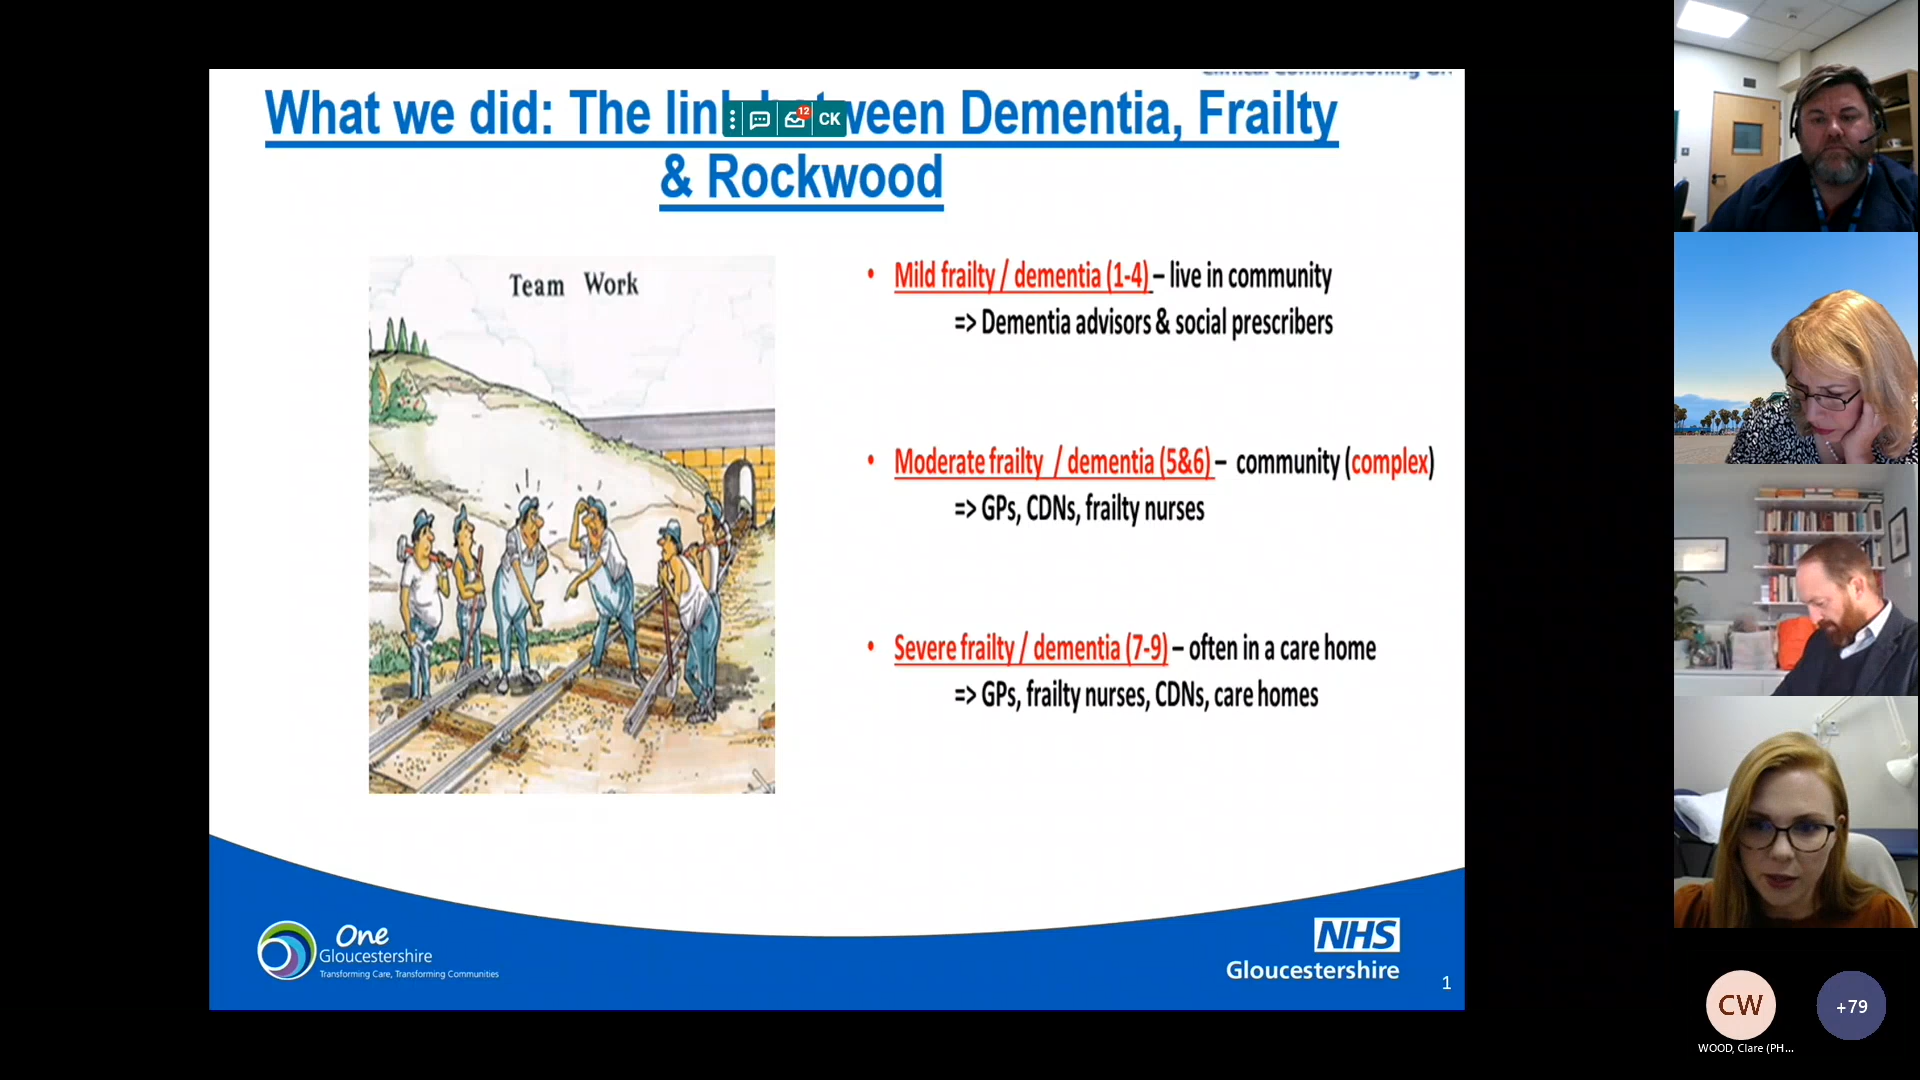 What we did: The link between Dementia, Frailty
& Rockwood
12
CK
Team Work
• Mild frailty / dementia (1-4) – live in community
=> Dementia advisors & social prescribers
• Moderate frailty / dementia (5&6) – community (complex)
=> GPs, CDNs, frailty nurses
• Severe frailty / dementia (7-9) – often in a care home
=> GPs, frailty nurses, CDNs, care homes
One
Gloucestershire
Transforming Care, Transforming Communities
NHS
Gloucestershire
1
CW
+79
WOOD, Clare (PH...